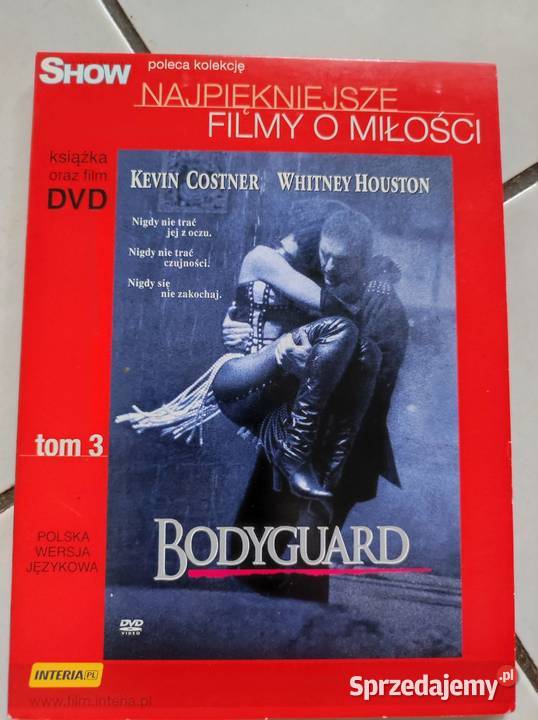 SHOW
poleca kolekcję
NAJPIĘKNIEJSZE
FILMY O MIŁOŚCI
książka
oraz film
DVD
KEVIN COSTNER WHITNEY HOUSTON
Nigdy nie trać
jej z oczu.
Nigdy nie trać
czujności.
Nigdy się
nie zakochaj.
tom 3
POLSKA
WERSJA
JĘZYKOWA
BODYGUARD
DVD
VIDEO
INTERIA.PL
www.film.interia.pl
Sprzedajemy.pl